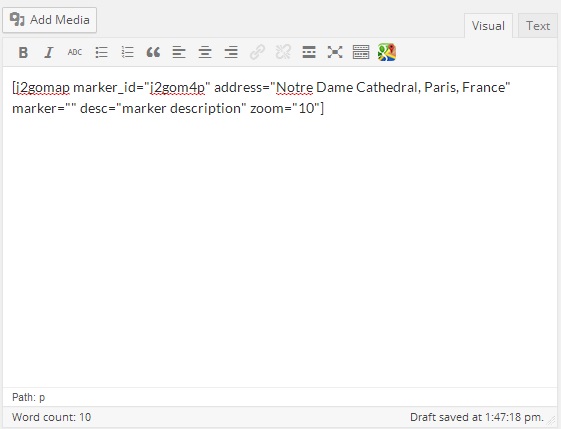 Add Media
Visual Text
B I ABC
[j2gomap marker_id="j2gom4p" address="Notre Dame Cathedral, Paris, France"
marker="" desc="marker description" zoom="10"]
Path: p
Word count: 10 Draft saved at 1:47:18 pm.